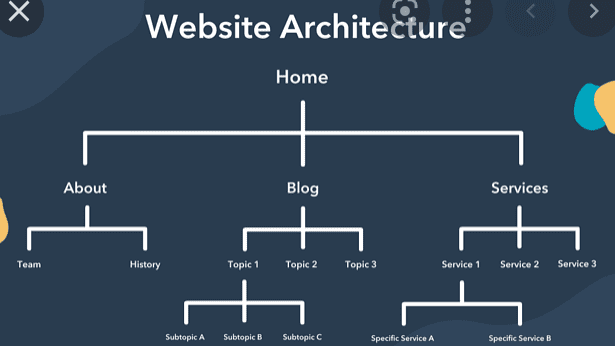 Website Architecture
Home
About Blog Services
Team History Topic 1 Topic 2 Topic 3 Service 1 Service 2 Service 3
Subtopic A Subtopic B Subtopic C Specific Service A Specific Service B